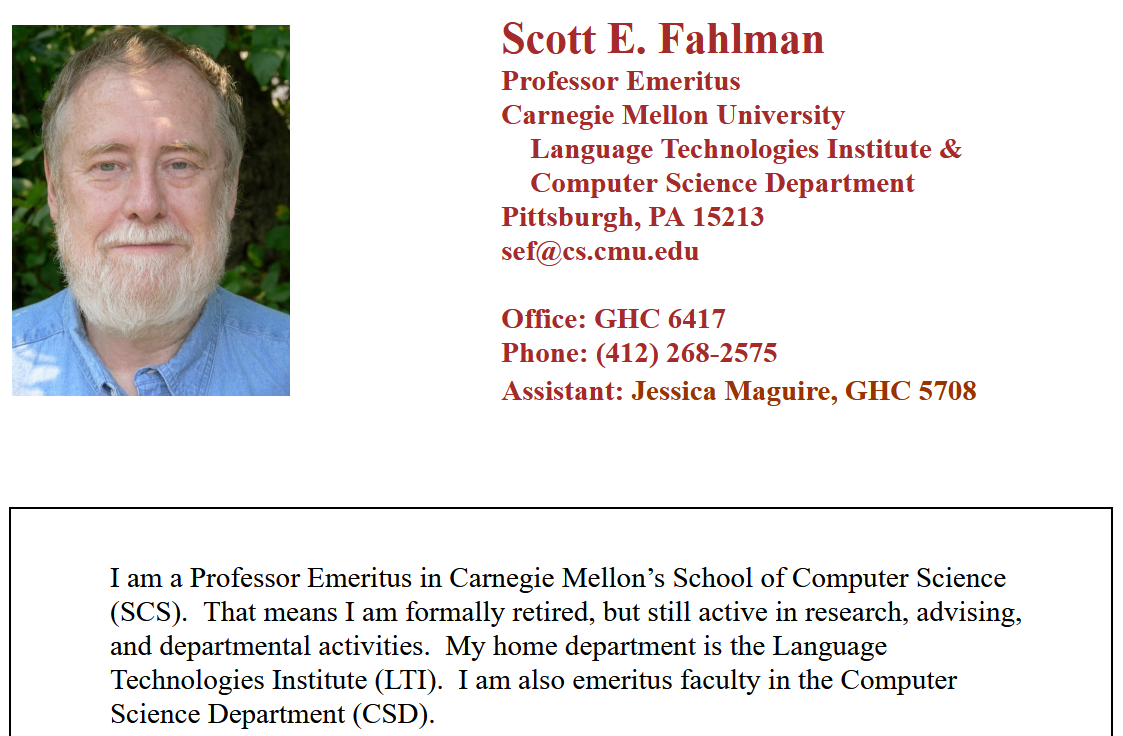 Scott E. Fahlman
Professor Emeritus
Carnegie Mellon University
Language Technologies Institute &
Computer Science Department
Pittsburgh, PA 15213
sef@cs.cmu.edu
Office: GHC 6417
Phone: (412) 268-2575
Assistant: Jessica Maguire, GHC 5708
I am a Professor Emeritus in Carnegie Mellon’s School of Computer Science
(SCS).  That means I am formally retired, but still active in research, advising,
and departmental activities.  My home department is the Language
Technologies Institute (LTI).  I am also emeritus faculty in the Computer
Science Department (CSD).